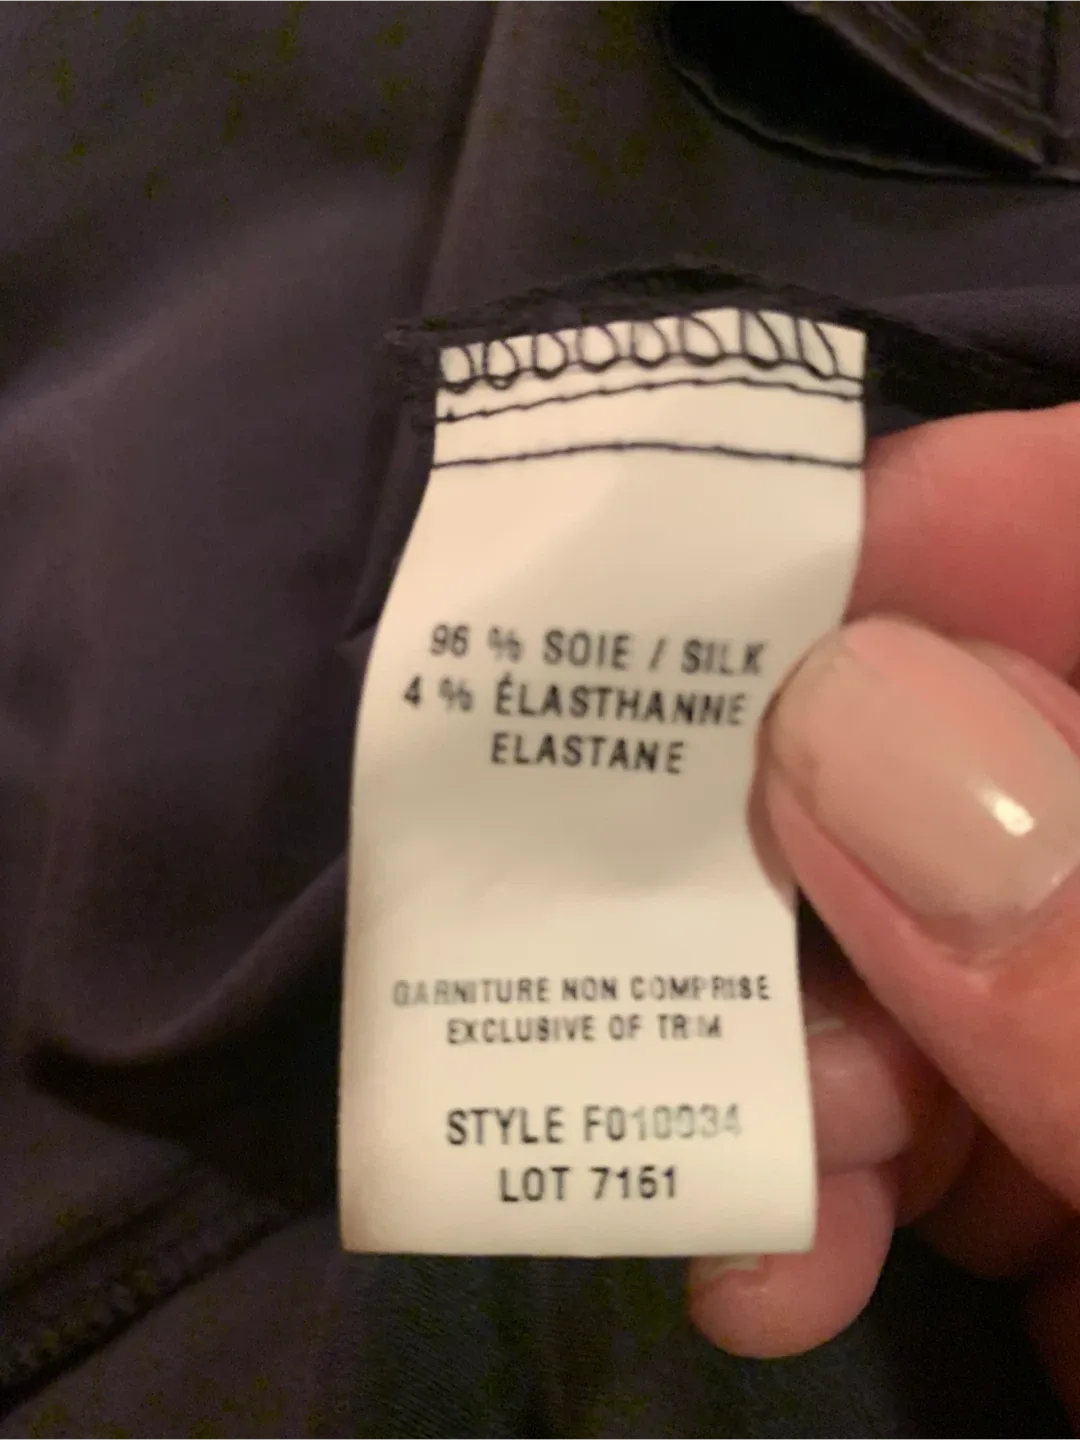 96 % SOIE / SILK
4 % ÉLASTHANNE
ELASTANE
GARNITURE NON COMPRISE
EXCLUSIVE OF TRIM
STYLE F010034
LOT 7161